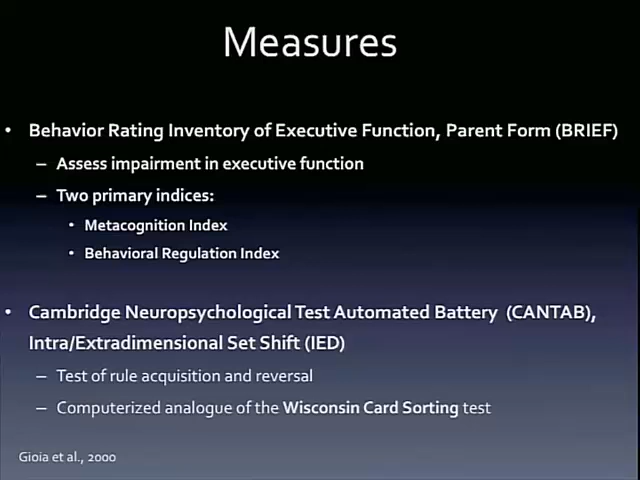 Measures
• Behavior Rating Inventory of Executive Function, Parent Form (BRIEF)
– Assess impairment in executive function
– Two primary indices:
• Metacognition Index
• Behavioral Regulation Index
• Cambridge Neuropsychological Test Automated Battery (CANTAB),
Intra/Extradimensional Set Shift (IED)
– Test of rule acquisition and reversal
– Computerized analogue of the Wisconsin Card Sorting test
Gioia et al., 2000